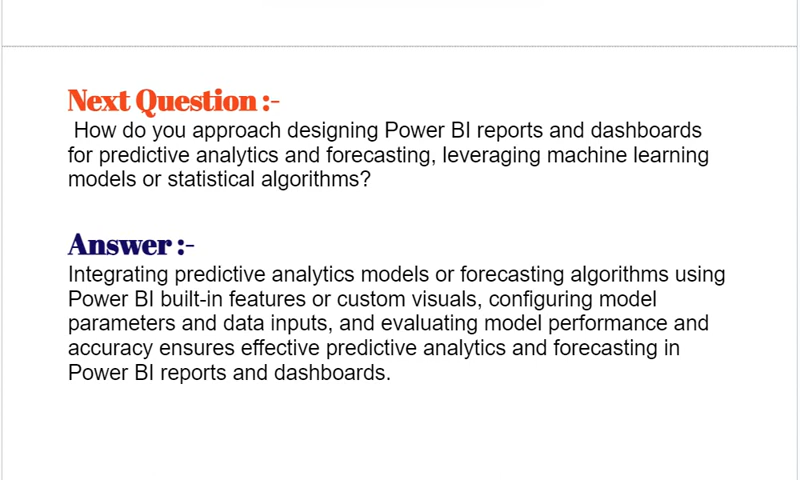 Next Question :-
How do you approach designing Power BI reports and dashboards
for predictive analytics and forecasting, leveraging machine learning
models or statistical algorithms?
Answer :-
Integrating predictive analytics models or forecasting algorithms using
Power BI built-in features or custom visuals, configuring model
parameters and data inputs, and evaluating model performance and
accuracy ensures effective predictive analytics and forecasting in
Power BI reports and dashboards.